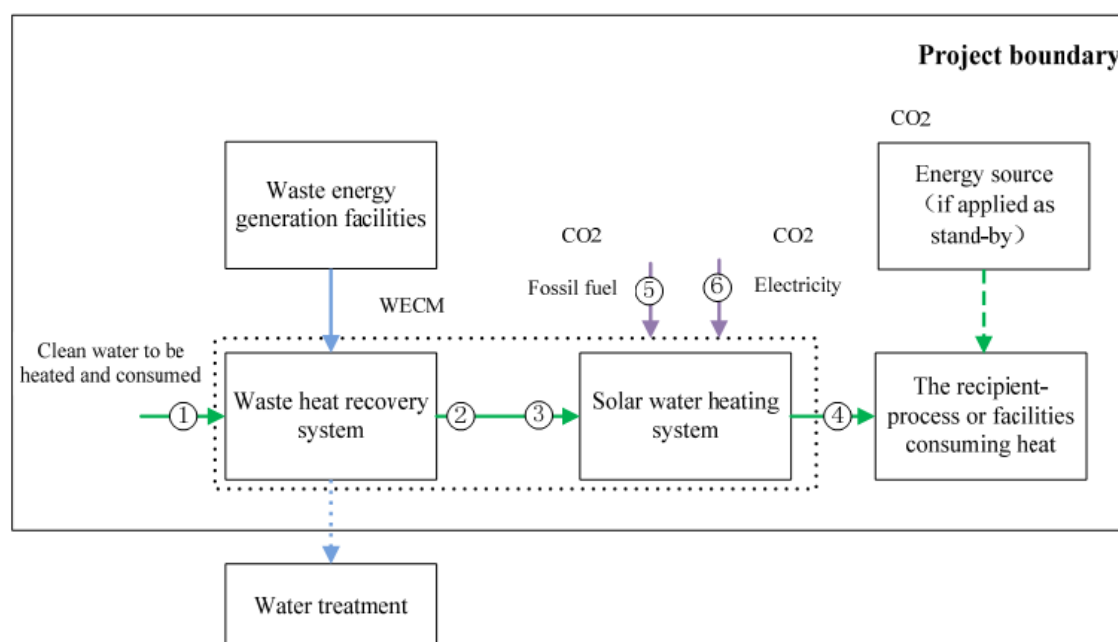 Project boundary
CO2
Waste energy
generation facilities
Energy source
（if applied as
stand-by）
CO2
CO2
Fossil fuel
⑤
⑥
Electricity
WECM
Clean water to be
heated and consumed
①
Waste heat recovery
system
②
③
Solar water heating
system
④
The recipient-
process or facilities
consuming heat
Water treatment